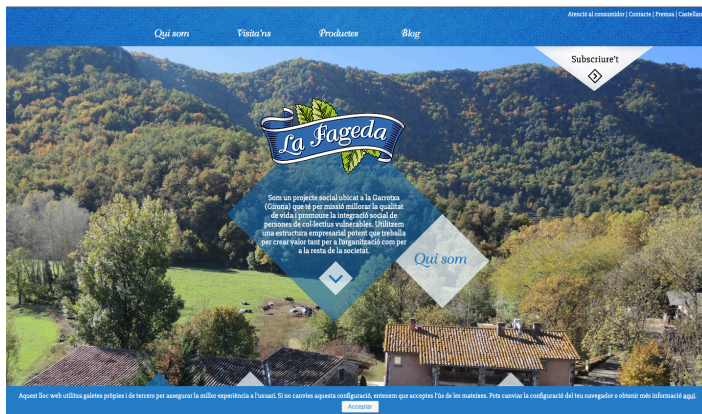 Atenció al consumidor | Contacte | Premsa | Castellan
Qui som
Visita'ns
Productes
Blog
Subscriure't
La Fageda
Som un projecte social ubicat a la Garrotxa
(Girona) que té per missió millorar la qualitat
de vida i promoure la integració social de
persones de col·lectius vulnerables. Utilitzem
una estructura empresarial potent que treballa
per crear valor tant per a l'organització com per
a la resta de la societat.
Qui som
Aquest lloc web utilitza galetes pròpies i de tercers per assegurar la millor experiència a l'usuari. Si no canvies aquesta configuració, entenem que acceptes l'ús de les mateixes. Pots canviar la configuració del teu navegador o obtenir més informació aquí.
Acceptar